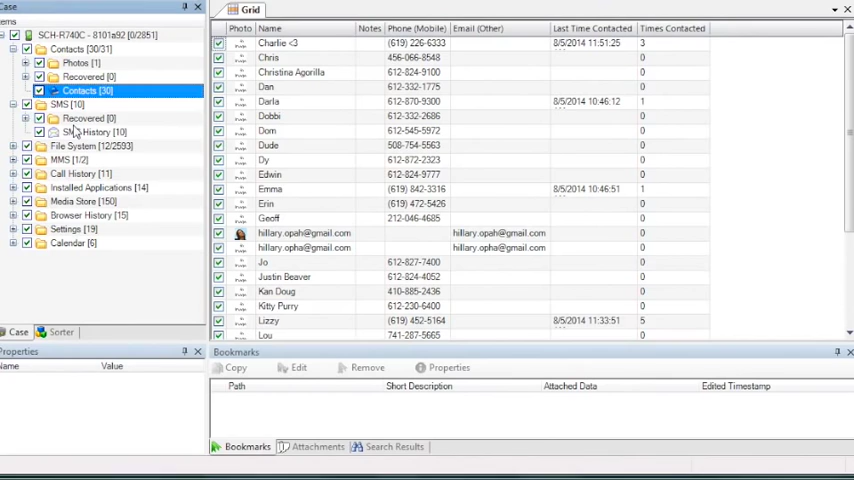 Case
Items
SCH-R740C - 8101a92 [0/2851]
Contacts [30/31]
Photos [1]
Recovered [0]
Contacts [30]
SMS [10]
Recovered [0]
SMS History [10]
File System [12/2593]
MMS [1/2]
Call History [11]
Installed Applications [14]
Media Store [150]
Browser History [15]
Settings [19]
Calendar [6]
Case Sorter
Properties
Name Value
Grid
Photo Name Notes Phone (Mobile) Email (Other) Last Time Contacted Times Contacted
Charlie <3 (619) 226-6333 8/5/2014 11:51:25 ... 3
Chris 456-066-8548 0
Christina Agorilla 612-824-9100 0
Dan 612-332-1775 0
Darla 612-870-9300 8/5/2014 10:46:12 ... 1
Dobbi 612-332-2686 0
Dom 612-545-5972 0
Dude 508-754-5563 0
Dy 612-872-2323 0
Edwin 612-824-9777 0
Emma (619) 842-3316 8/5/2014 10:46:51 ... 1
Erin (619) 472-5426 0
Geoff 212-046-4685 0
hillary.opah@gmail.com hillary.opah@gmail.com 0
hillary.opha@gmail.com hillary.opha@gmail.com 0
Jo 612-827-7400 0
Justin Beaver 612-824-4052 0
Kan Doug 410-885-2436 0
Kitty Purry 612-230-6400 0
Lizzy (619) 452-5164 8/5/2014 11:33:51 ... 5
Lou 741-287-5665 0
Bookmarks
Copy Edit Remove Properties
Path Short Description Attached Data Edited Timestamp
Bookmarks Attachments Search Results